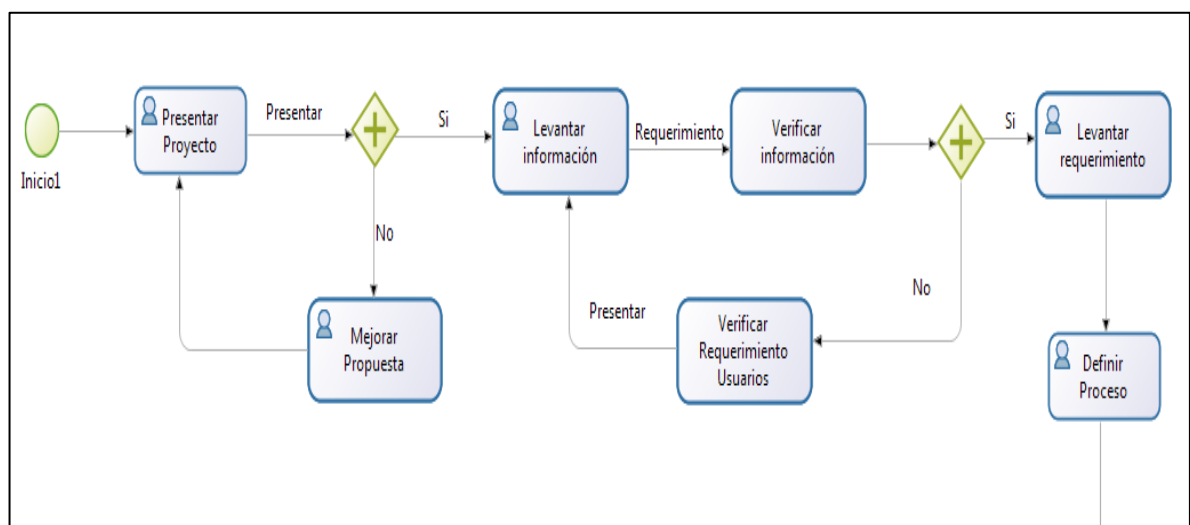 Inicio1
Presentar
Proyecto
Presentar
Si
No
Mejorar
Propuesta
Levantar
información
Requerimiento
Verificar
información
Si
No
Verificar
Requerimiento
Usuarios
Presentar
Levantar
requerimiento
Definir
Proceso